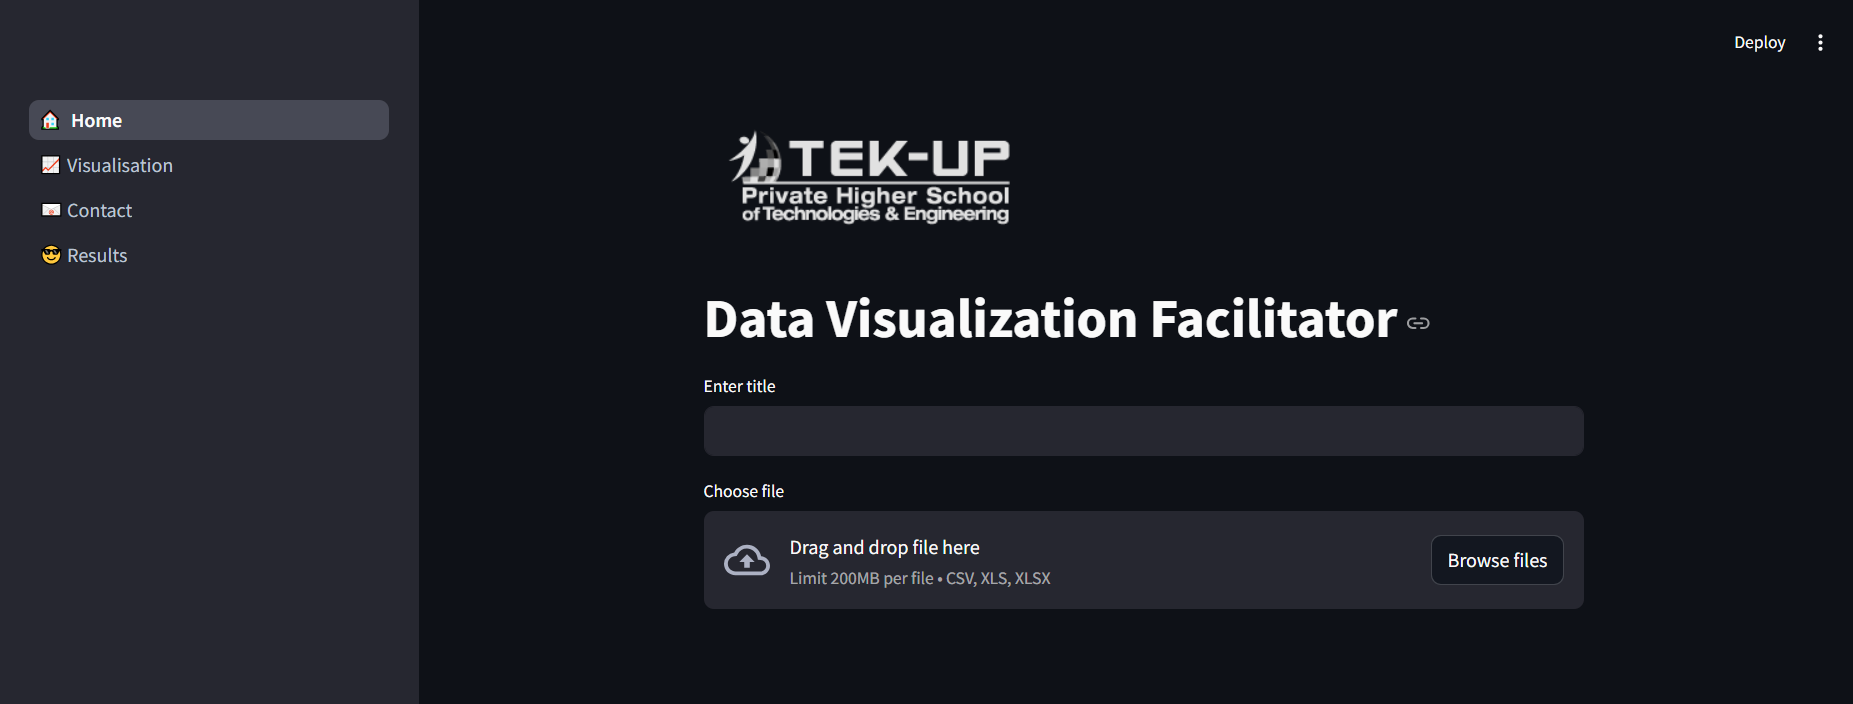 Deploy
Home
Visualisation
Contact
Results
TEK-UP
Private Higher School
of Technologies & Engineering
Data Visualization Facilitator
Enter title
Choose file
Drag and drop file here
Limit 200MB per file • CSV, XLS, XLSX
Browse files